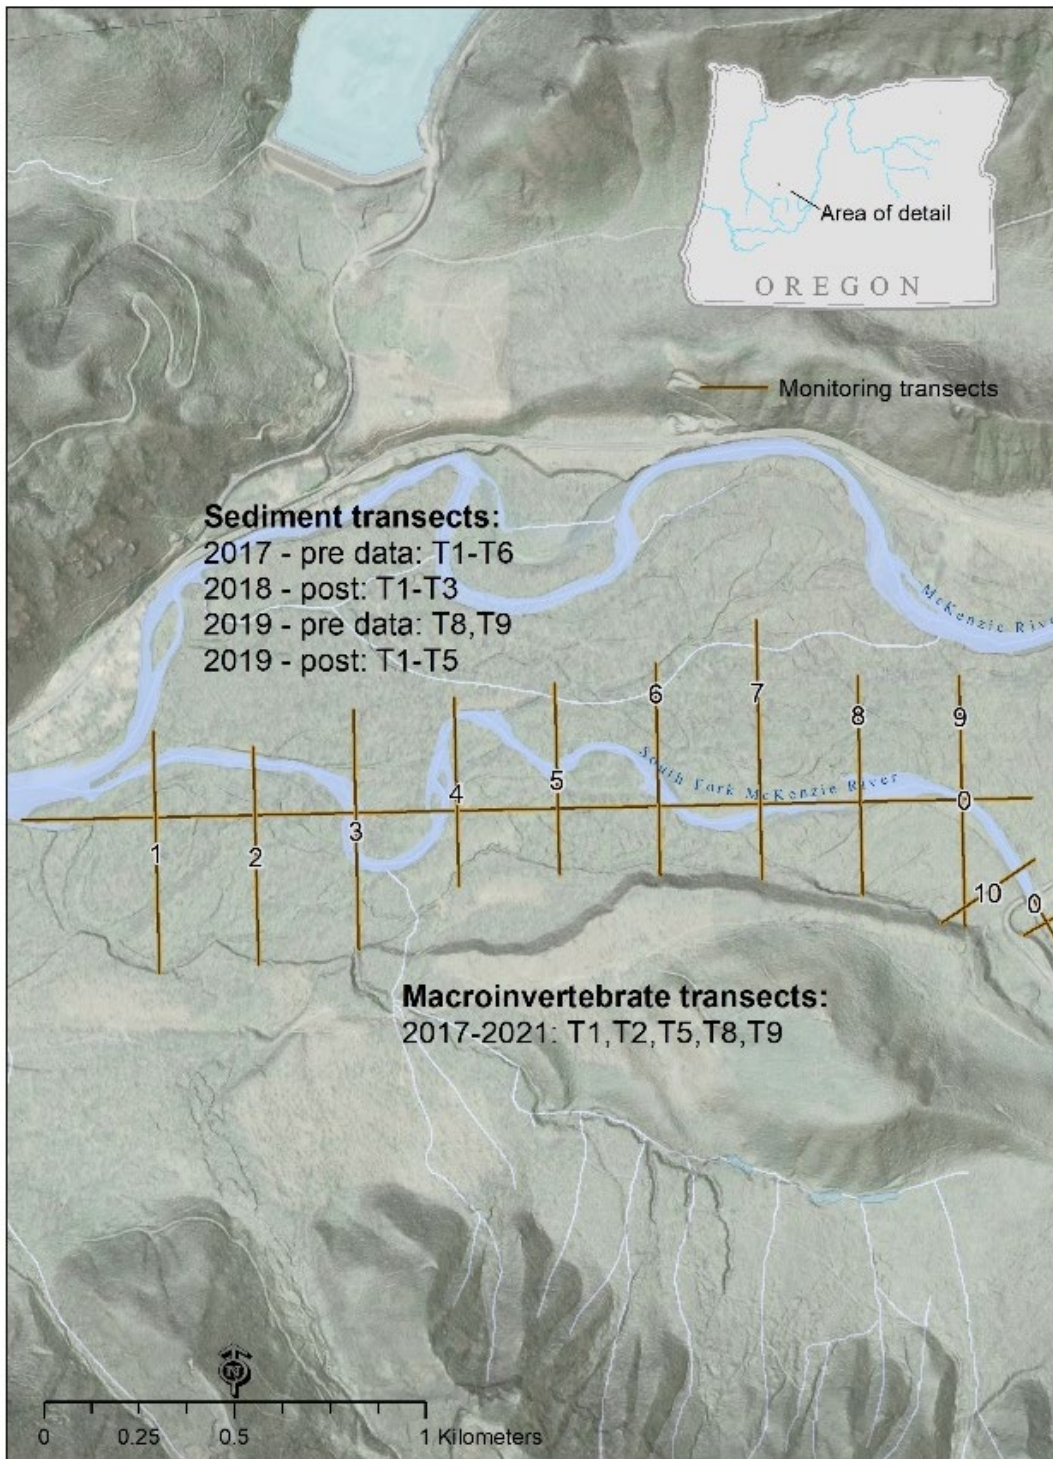 Area of detail
OREGON
Monitoring transects
Sediment transects:
2017 - pre data: T1-T6
2018 - post: T1-T3
2019 - pre data: T8,T9
2019 - post: T1-T5
McKenzie River
6
7
8
9
South Fork McKenzie River
5
4
0
3
1
2
10
0
Macroinvertebrate transects:
2017-2021: T1,T2,T5,T8,T9
N
0 0.25 0.5 1 Kilometers